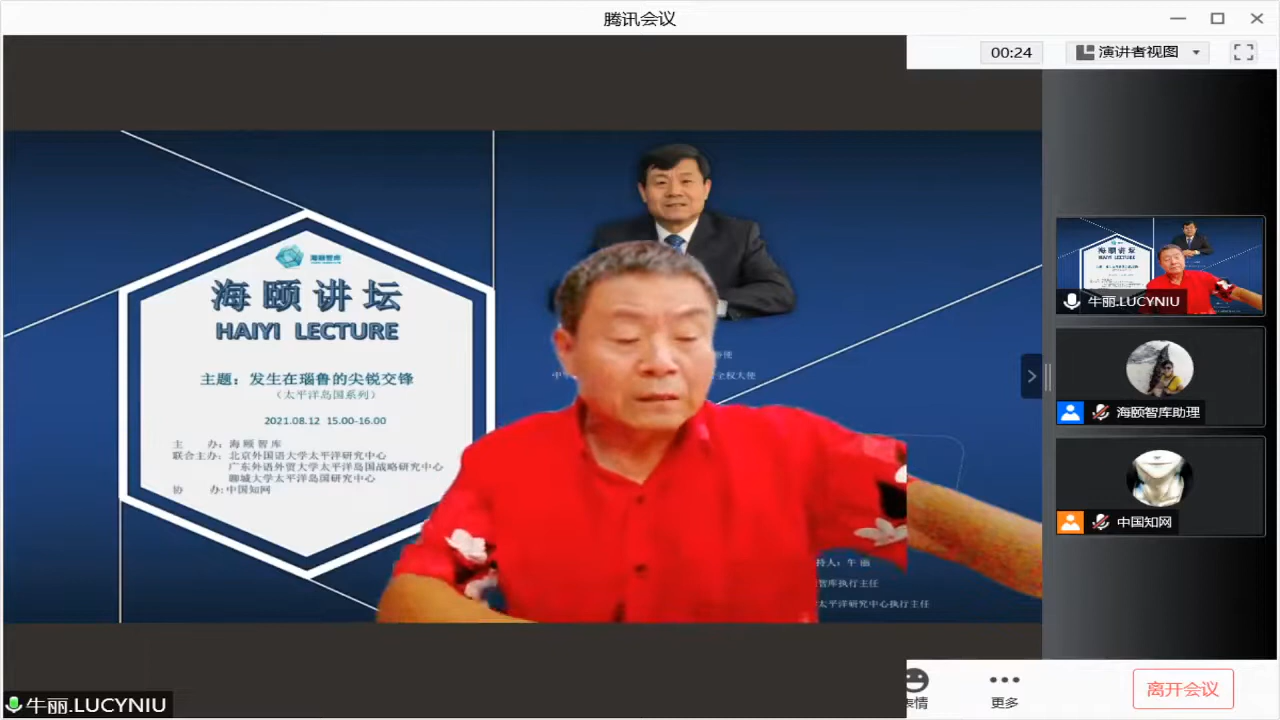 腾讯会议
00:24
演讲者视图
海颐智库
海颐讲坛
HAIYI LECTURE
主题：发生在瑙鲁的尖锐交锋
（太平洋岛国系列）
2021.08.12 15.00-16.00
主 办：海颐智库
联合主办：北京外国语大学太平洋研究中心
广东外语外贸大学太平洋岛国战略研究中心
聊城大学太平洋岛国研究中心
协 办：中国知网
全权大使
持人：牛丽
智库执行主任
太平洋研究中心执行主任
海颐讲坛
HAIYI LECTURE
牛丽.LUCYNIU
海颐智库助理
中国知网
牛丽.LUCYNIU
表情
更多
离开会议